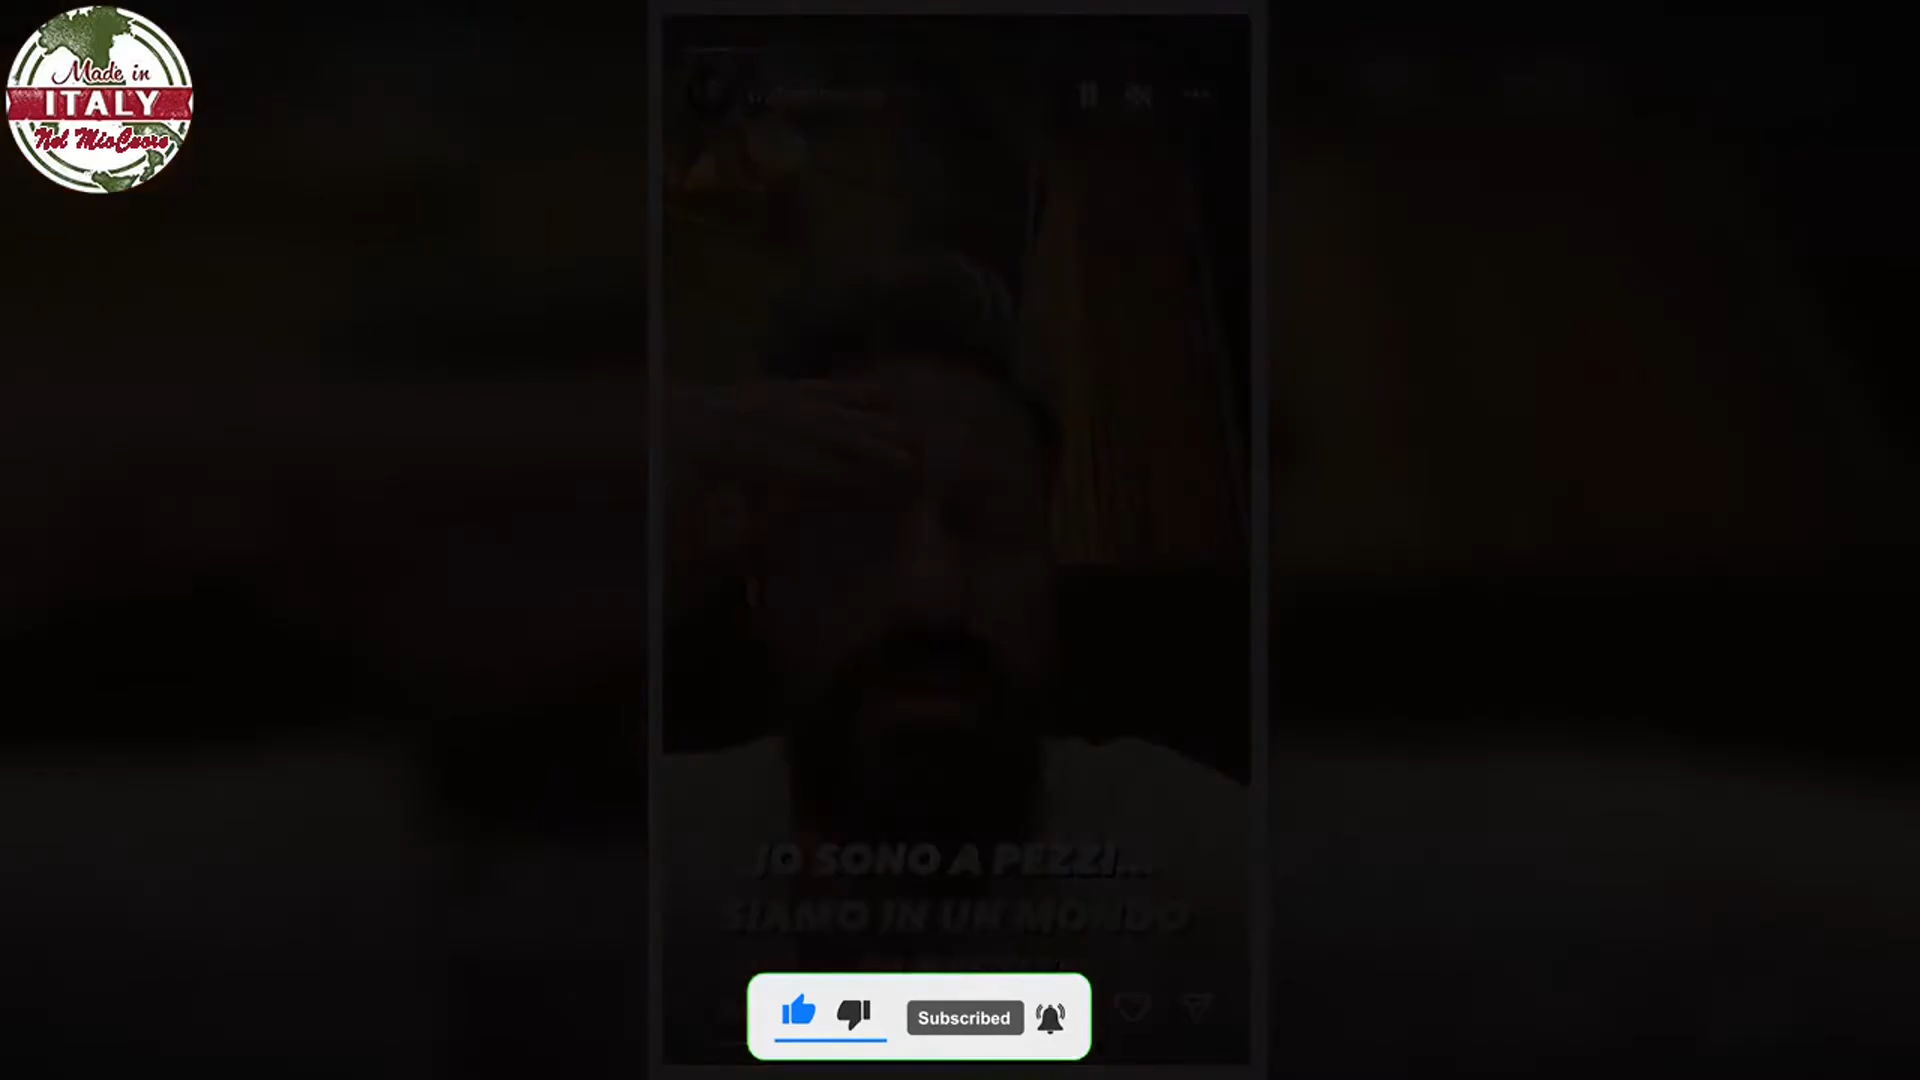 Made in
ITALY
Nel Mio Cuore
IO SONO A PEZZI...
SIAMO IN UN MONDO
Subscribed